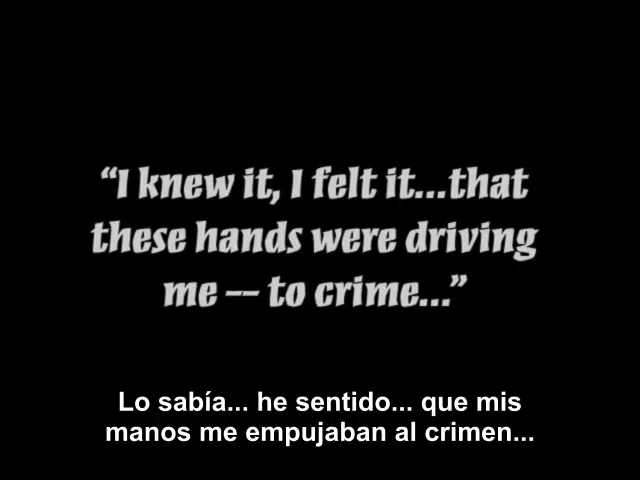 “I knew it, I felt it...that
these hands were driving
me -- to crime...”
Lo sabía... he sentido... que mis
manos me empujaban al crimen...